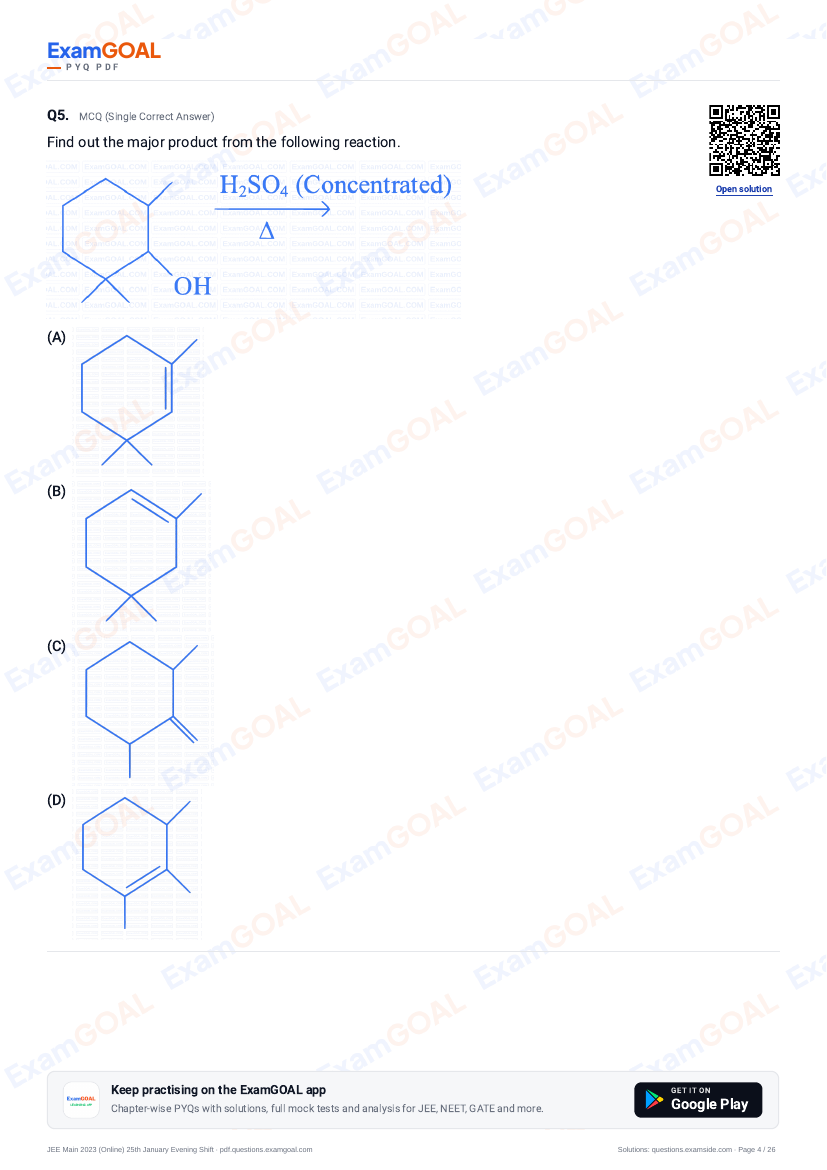 ExamGOAL
PYQ PDF
Q5. MCQ (Single Correct Answer)
Find out the major product from the following reaction.
Open solution
H₂SO₄ (Concentrated)
Δ
OH
(A)
(B)
(C)
(D)
Keep practising on the ExamGOAL app
Chapter-wise PYQs with solutions, full mock tests and analysis for JEE, NEET, GATE and more.
GET IT ON
Google Play
JEE Main 2023 (Online) 25th January Evening Shift · pdf.questions.examgoal.com
Solutions: questions.examside.com · Page 4 / 26